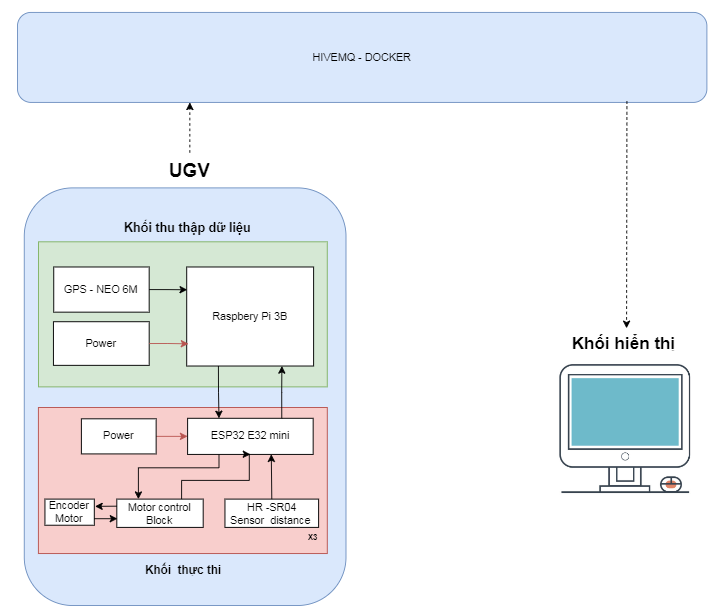 HIVEMQ - DOCKER
UGV
Khối thu thập dữ liệu
GPS - NEO 6M
Raspbery Pi 3B
Power
Khối hiển thị
Power
ESP32 E32 mini
Encoder
Motor
Motor control
Block
HR -SR04
Sensor distance
X3
Khối thực thi